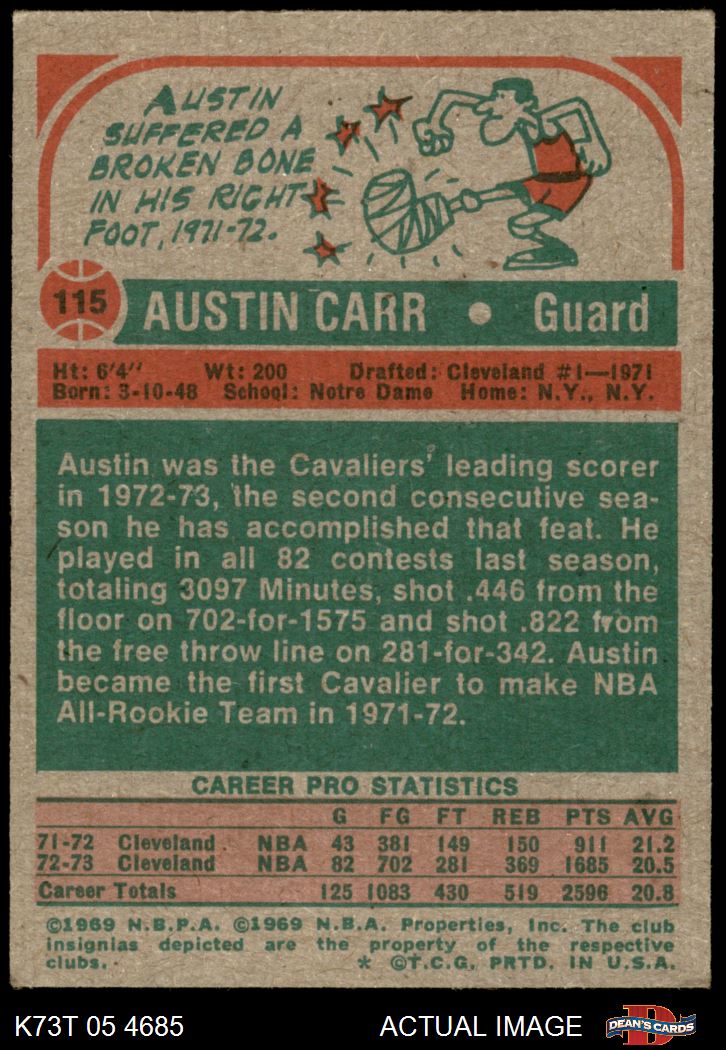 AUSTIN
SUFFERED A
BROKEN BONE
IN HIS RIGHT
FOOT, 1971-72.
115 AUSTIN CARR • Guard
Ht: 6'4" Wt: 200 Drafted: Cleveland #1—1971
Born: 3-10-48 School: Notre Dame Home: N.Y., N.Y.
Austin was the Cavaliers' leading scorer
in 1972-73, the second consecutive sea-
son he has accomplished that feat. He
played in all 82 contests last season,
totaling 3097 Minutes, shot .446 from the
floor on 702-for-1575 and shot .822 from
the free throw line on 281-for-342. Austin
became the first Cavalier to make NBA
All-Rookie Team in 1971-72.
CAREER PRO STATISTICS
G FG FT REB PTS AVG
71-72 Cleveland NBA 43 381 149 150 911 21.2
72-73 Cleveland NBA 82 702 281 369 1685 20.5
Career Totals 125 1083 430 519 2596 20.8
©1969 N.B.P.A. ©1969 N.B.A. Properties, Inc. The club
insignias depicted are the property of the respective
clubs. * ©T.C.G. PRTD. IN U.S.A.
K73T 05 4685 ACTUAL IMAGE DEAN'S CARDS